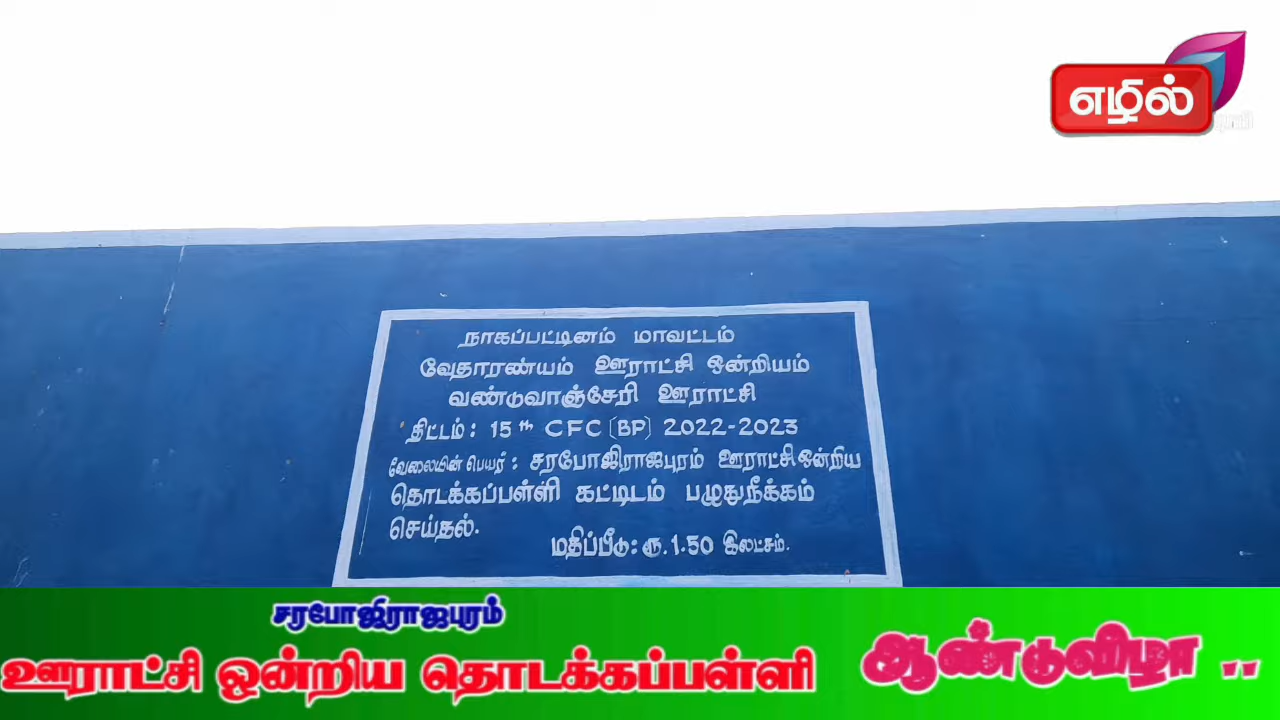 எழில்
நாகப்பட்டினம் மாவட்டம்
வேதாரண்யம் ஊராட்சி ஒன்றியம்
வண்டுவாஞ்சேரி ஊராட்சி
திட்டம் : 15th CFC (BP) 2022-2023
வேலையின் பெயர் : சரபோஜிராஜபுரம் ஊராட்சி ஒன்றிய
தொடக்கப்பள்ளி கட்டிடம் பழுதுநீக்கம்
செய்தல்.
மதிப்பீடு : ரூ. 1.50 இலட்சம்.
சரபோஜிராஜபுரம்
ஊராட்சி ஒன்றிய தொடக்கப்பள்ளி ஆண்டுவிழா ..